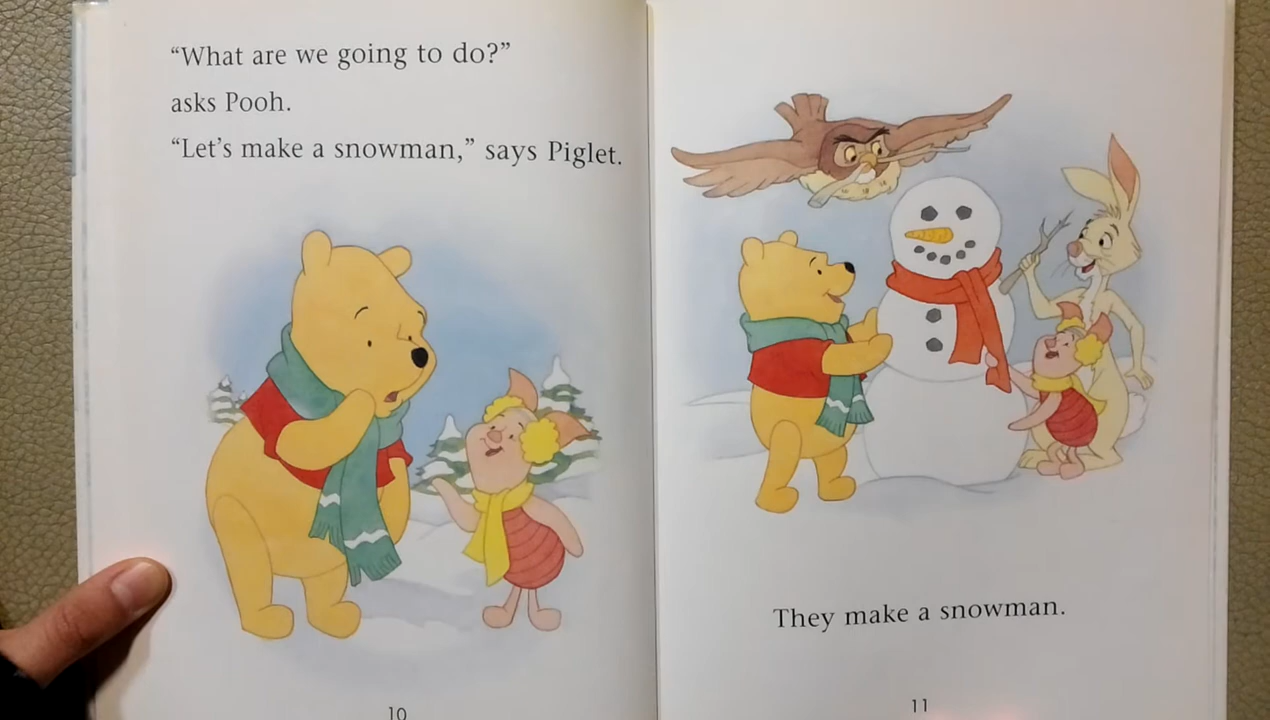 “What are we going to do?”
asks Pooh.
“Let’s make a snowman,” says Piglet.
10
They make a snowman.
11